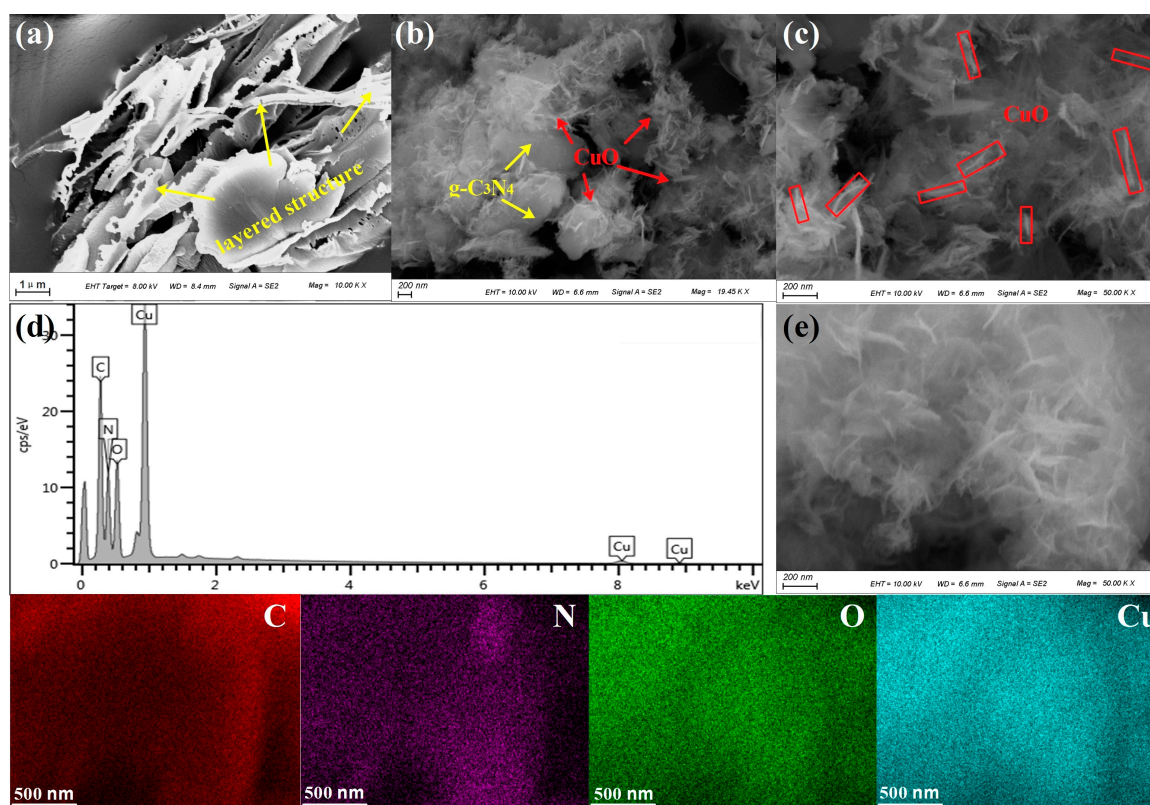 (a)
layered structure
1 μm
EHT Target = 8.00 kV WD = 8.4 mm Signal A = SE2 Mag = 10.00 K X
(b)
CuO
g-C3N4
200 nm
EHT = 10.00 kV WD = 6.6 mm Signal A = SE2 Mag = 19.45 K X
(c)
CuO
200 nm
EHT = 10.00 kV WD = 6.6 mm Signal A = SE2 Mag = 50.00 K X
(d)
Cu
30
C
20
N
O
10
0
cps/eV
Cu
Cu
0 2 4 6 8 keV
(e)
200 nm
EHT = 10.00 kV WD = 6.6 mm Signal A = SE2 Mag = 50.00 K X
C
500 nm
N
500 nm
O
500 nm
Cu
500 nm